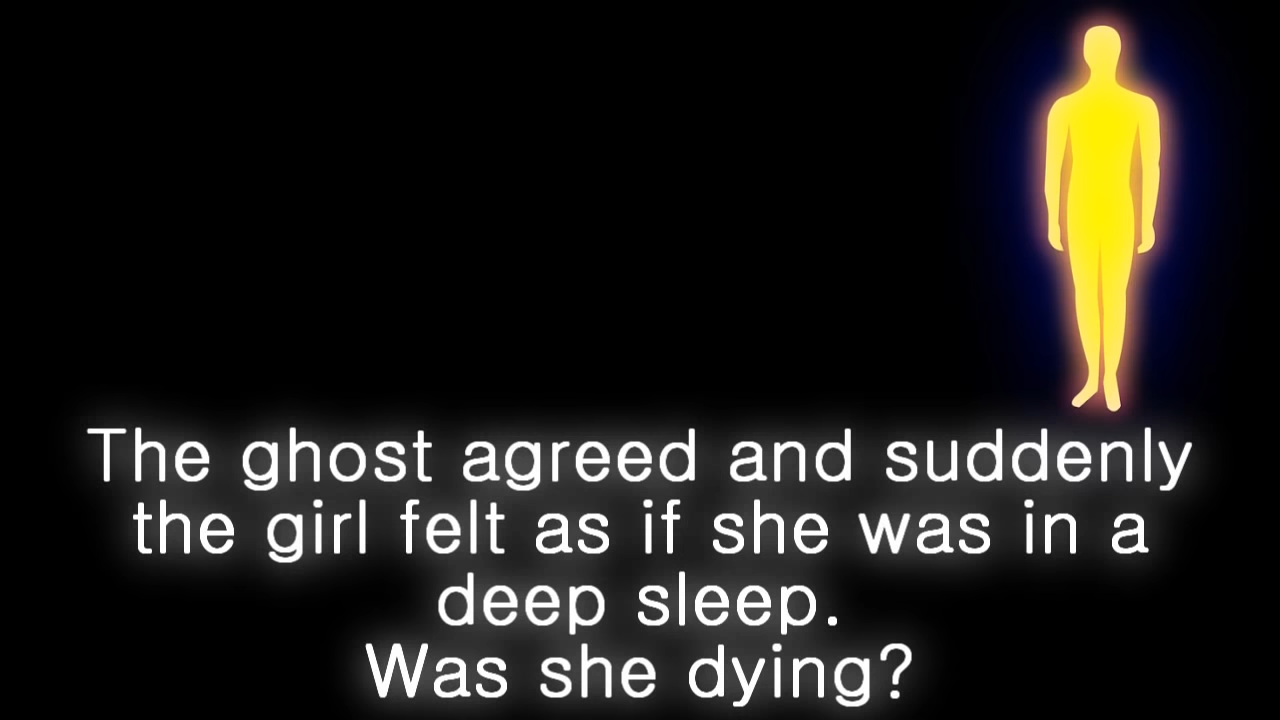 The ghost agreed and suddenly
the girl felt as if she was in a
deep sleep.
Was she dying?